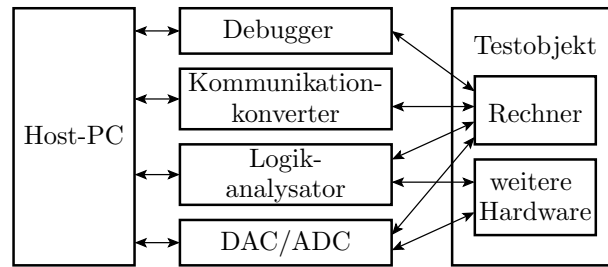 Host-PC
Debugger
Kommunikation-
konverter
Logik-
analysator
DAC/ADC
Testobjekt
Rechner
weitere
Hardware